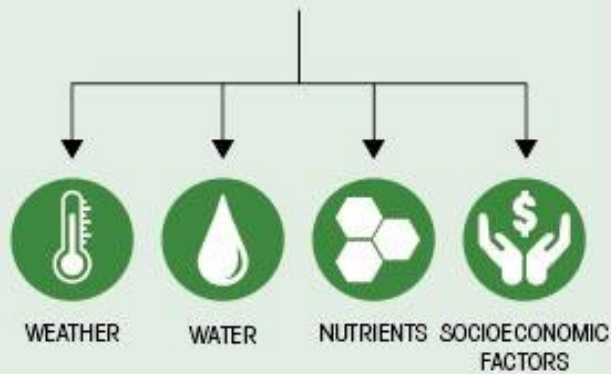 $
WEATHER
WATER
NUTRIENTS
SOCIOECONOMIC
FACTORS